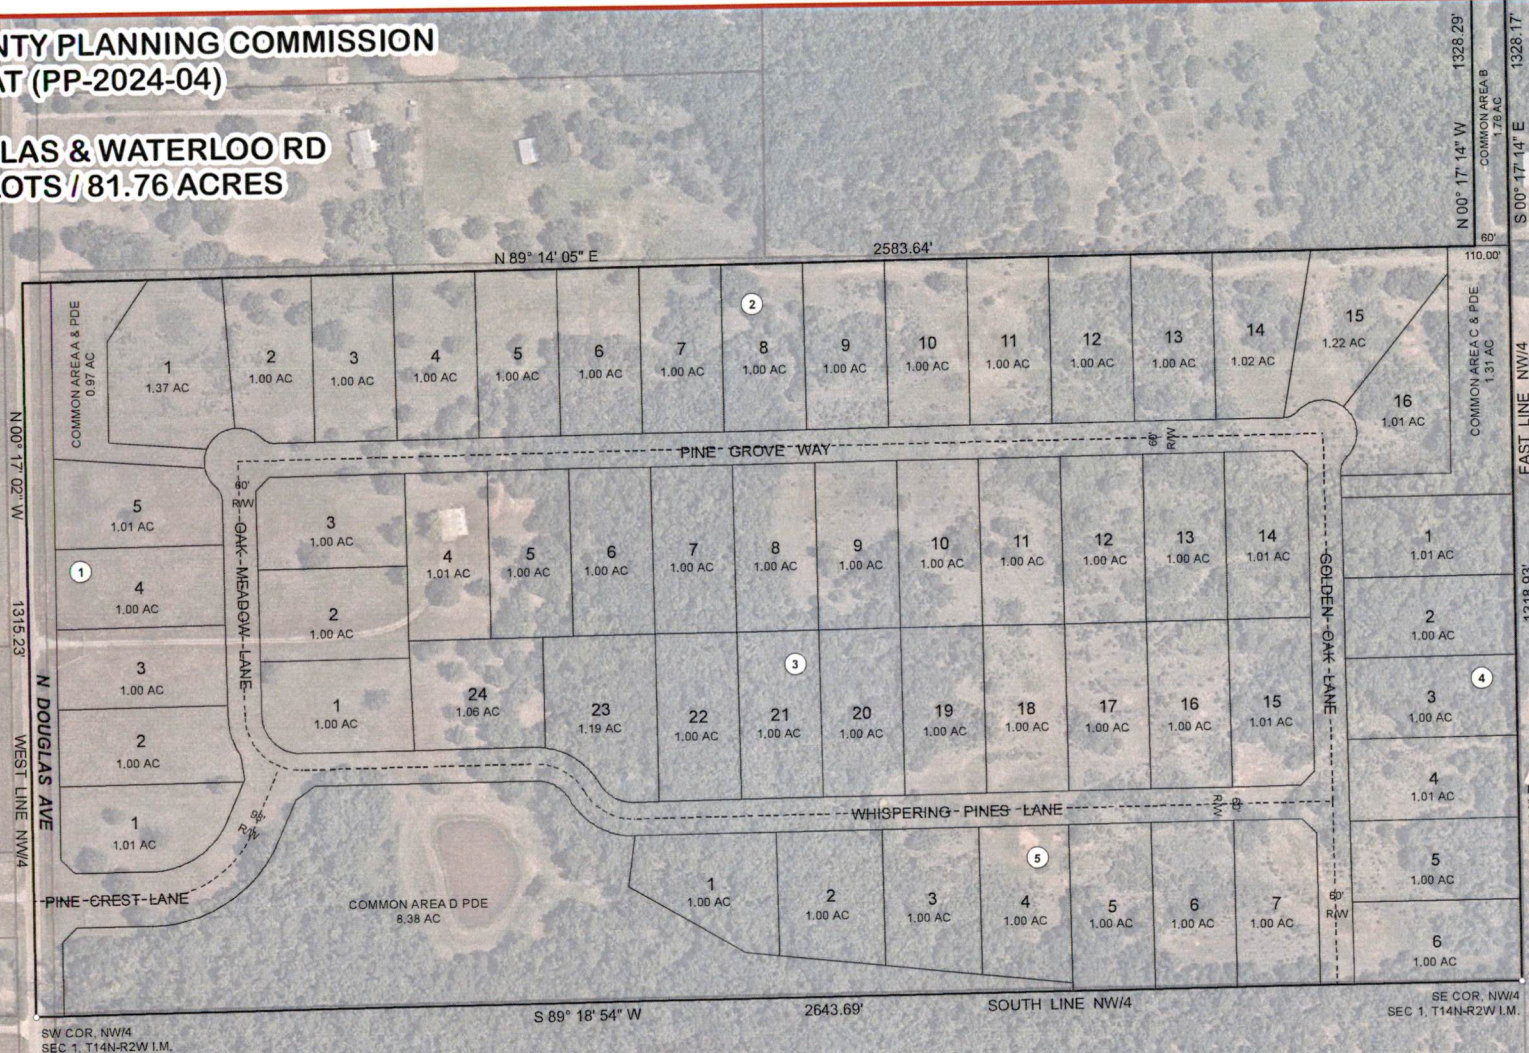 NTY PLANNING COMMISSION
AT (PP-2024-04)
LAS & WATERLOO RD
OTS / 81.76 ACRES
N 00° 17' 14" W 1328.29'
COMMON AREA B
1.76 AC
S 00° 17' 14" E 1328.17'
60'
110.00'
N 89° 14' 05" E
2583.64'
2
COMMON AREA A & PDE
0.97 AC
1
1.37 AC
2
1.00 AC
3
1.00 AC
4
1.00 AC
5
1.00 AC
6
1.00 AC
7
1.00 AC
8
1.00 AC
9
1.00 AC
10
1.00 AC
11
1.00 AC
12
1.00 AC
13
1.00 AC
14
1.02 AC
15
1.22 AC
16
1.01 AC
COMMON AREA C & PDE
1.31 AC
EAST LINE NW/4
1318.93'
PINE GROVE WAY
60'
R/W
60'
R/W
OAK MEADOW LANE
GOLDEN OAK LANE
N 00° 17' 02" W
1315.23'
WEST LINE NW/4
N DOUGLAS AVE
5
1.01 AC
1
4
1.00 AC
3
1.00 AC
2
1.00 AC
1
1.01 AC
3
1.00 AC
2
1.00 AC
1
1.00 AC
4
1.01 AC
5
1.00 AC
6
1.00 AC
7
1.00 AC
8
1.00 AC
9
1.00 AC
10
1.00 AC
11
1.00 AC
12
1.00 AC
13
1.00 AC
14
1.01 AC
3
24
1.06 AC
23
1.19 AC
22
1.00 AC
21
1.00 AC
20
1.00 AC
19
1.00 AC
18
1.00 AC
17
1.00 AC
16
1.00 AC
15
1.01 AC
1
1.01 AC
2
1.00 AC
4
3
1.00 AC
4
1.01 AC
5
1.00 AC
6
1.00 AC
WHISPERING PINES LANE
60'
R/W
R/W
PINE CREST LANE
COMMON AREA D PDE
8.38 AC
5
1
1.00 AC
2
1.00 AC
3
1.00 AC
4
1.00 AC
5
1.00 AC
6
1.00 AC
7
1.00 AC
R/W
S 89° 18' 54" W
2643.69'
SOUTH LINE NW/4
SW COR, NW/4
SEC 1, T14N-R2W I.M.
SE COR, NW/4
SEC 1, T14N-R2W I.M.